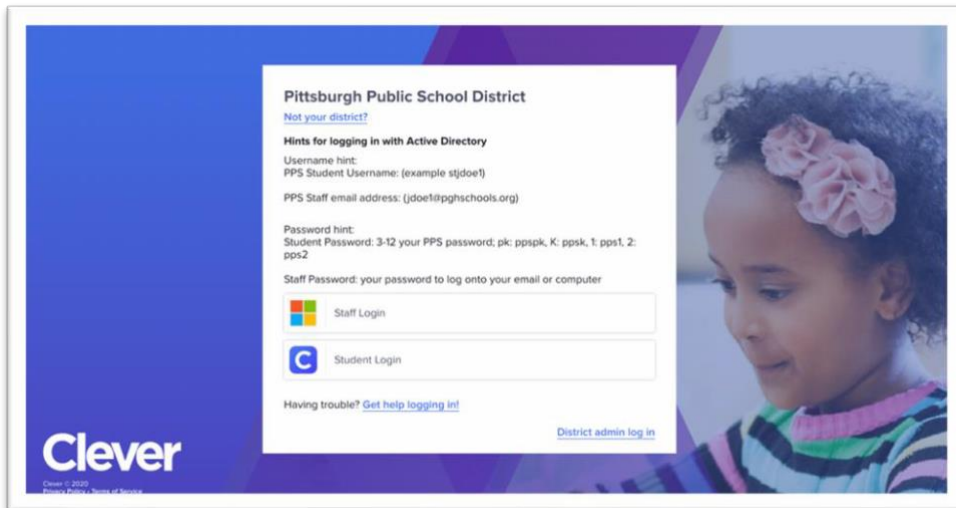 Pittsburgh Public School District
Not your district?
Hints for logging in with Active Directory
Username hint:
PPS Student Username: (example stjdoe1)
PPS Staff email address: (jdoe1@pghschools.org)
Password hint:
Student Password: 3-12 your PPS password; pk: ppspk, K: ppsk, 1: pps1, 2:
pps2
Staff Password: your password to log onto your email or computer
Staff Login
C
Student Login
Having trouble? Get help logging in!
District admin log in
Clever
Clever © 2020
Privacy Policy • Terms of Service